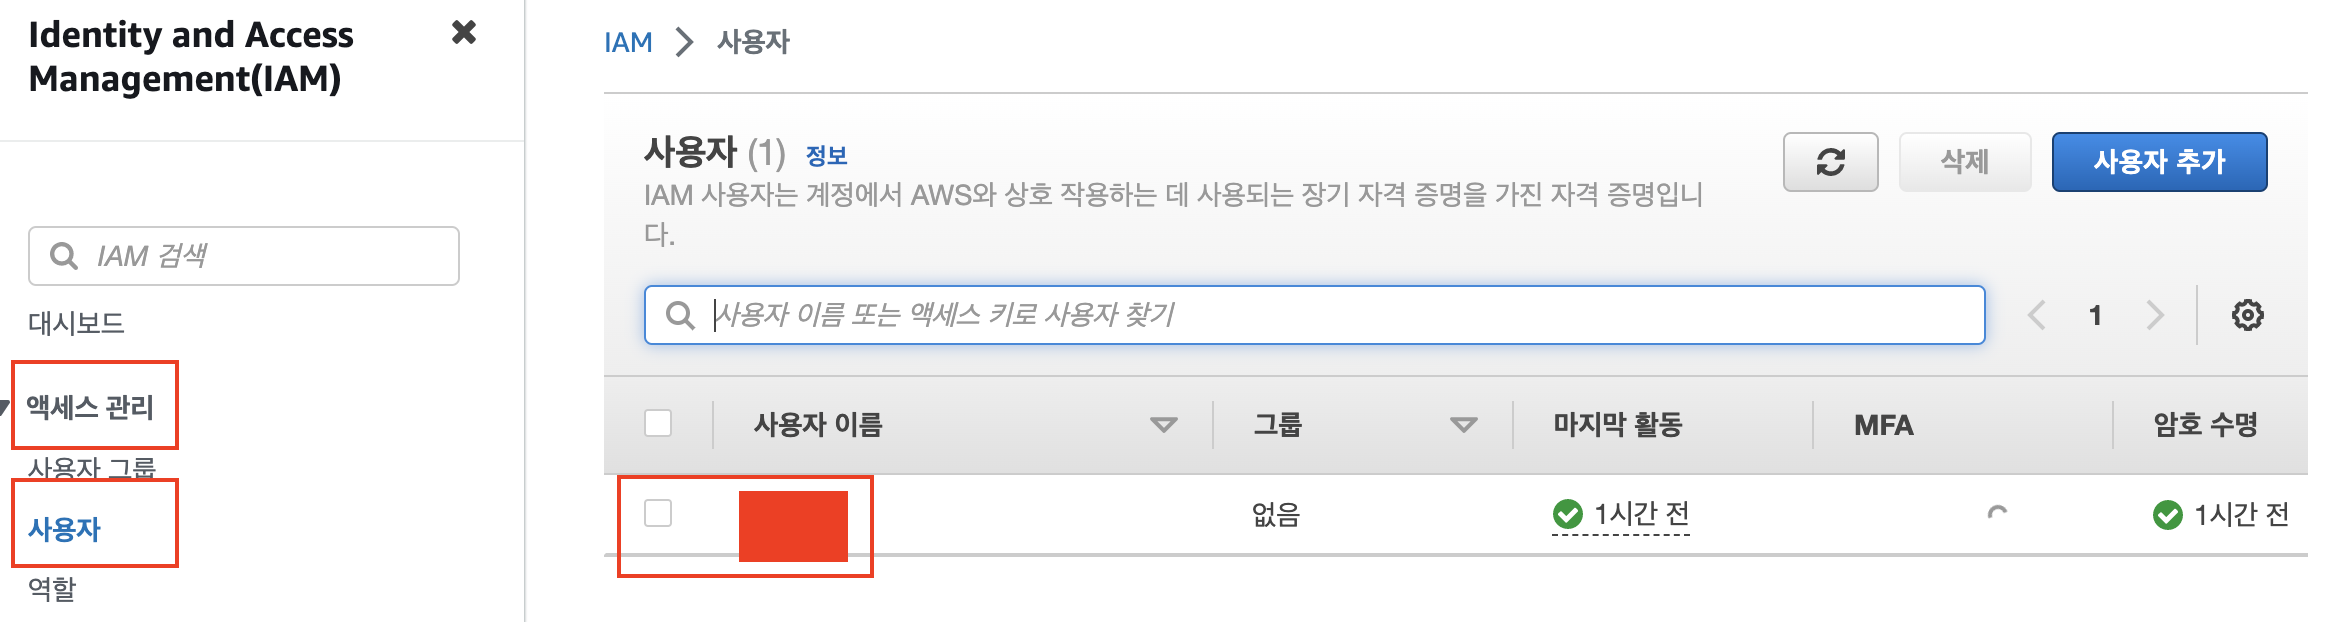 Identity and Access
Management(IAM)
IAM 검색
대시보드
액세스 관리
사용자 그룹
사용자
역할
IAM > 사용자
사용자 (1) 정보
IAM 사용자는 계정에서 AWS와 상호 작용하는 데 사용되는 장기 자격 증명을 가진 자격 증명입니
다.
삭제
사용자 추가
사용자 이름 또는 액세스 키로 사용자 찾기
1
사용자 이름 그룹 마지막 활동 MFA 암호 수명
없음 1시간 전 1시간 전